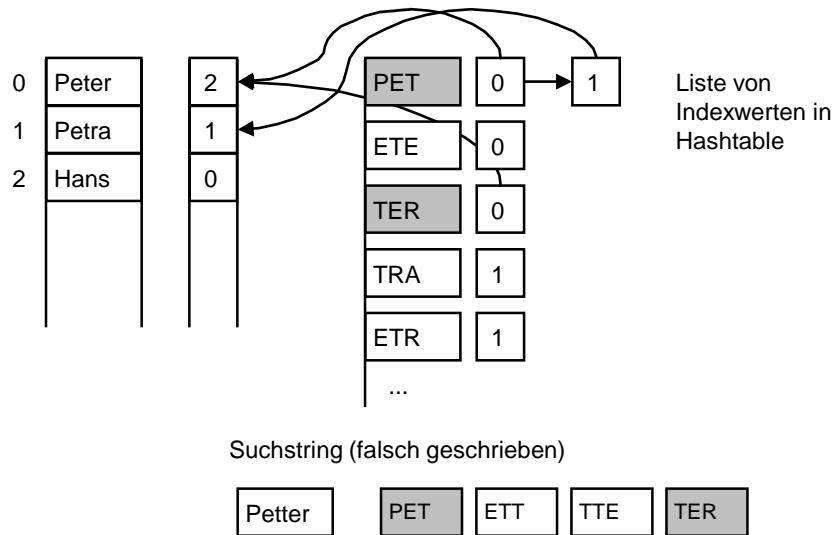 0 Peter 2 PET 0 1
Liste von
Indexwerten in
Hashtable
1 Petra 1 ETE 0
2 Hans 0 TER 0
TRA 1
ETR 1
...
Suchstring (falsch geschrieben)
Petter PET ETT TTE TER